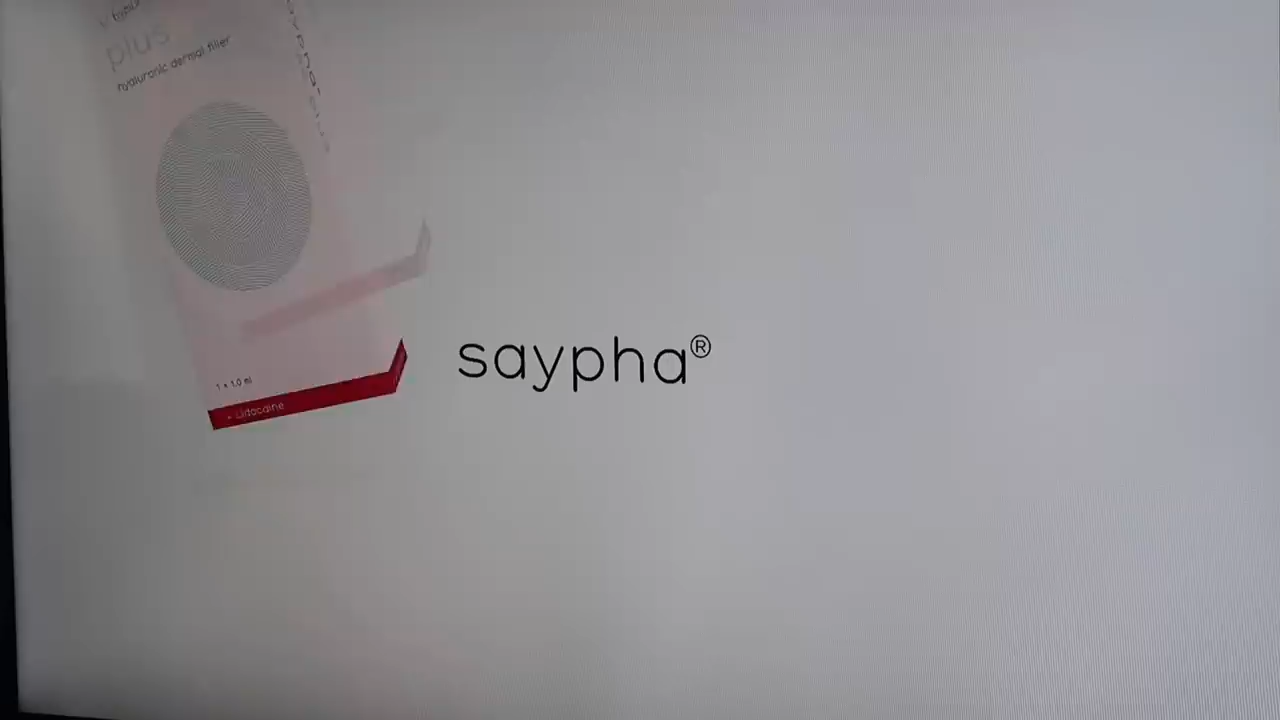 plus
hyaluronic dermal filler
saypha®
1 x 1.0 ml
+ Lidocaine